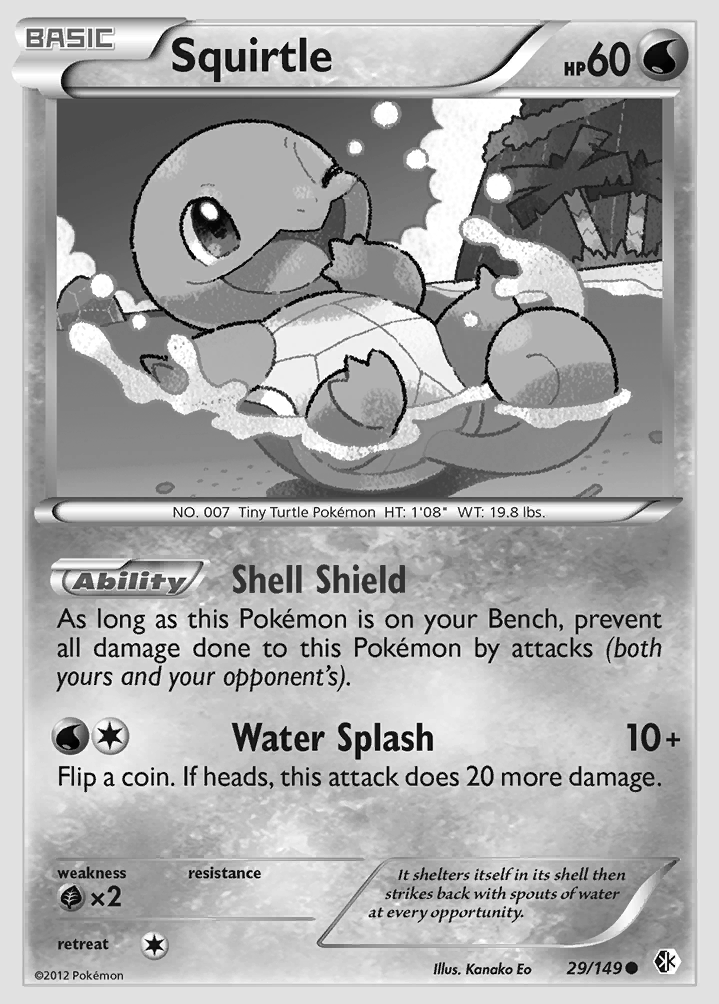 BASIC
Squirtle
HP60
NO. 007 Tiny Turtle Pokémon HT: 1'08" WT: 19.8 lbs.
Ability Shell Shield
As long as this Pokémon is on your Bench, prevent
all damage done to this Pokémon by attacks (both
yours and your opponent's).
Water Splash 10+
Flip a coin. If heads, this attack does 20 more damage.
weakness resistance
×2
It shelters itself in its shell then
strikes back with spouts of water
at every opportunity.
retreat
©2012 Pokémon
Illus. Kanako Eo
29/149